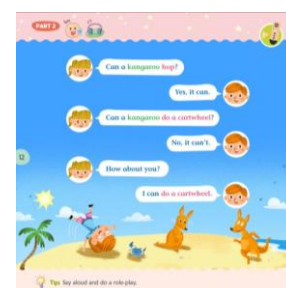 PART 2
Can a kangaroo hop?
Yes, it can.
Can a kangaroo do a cartwheel?
No, it can't.
How about you?
I can do a cartwheel.
12
Tip: Say aloud and do a role-play.